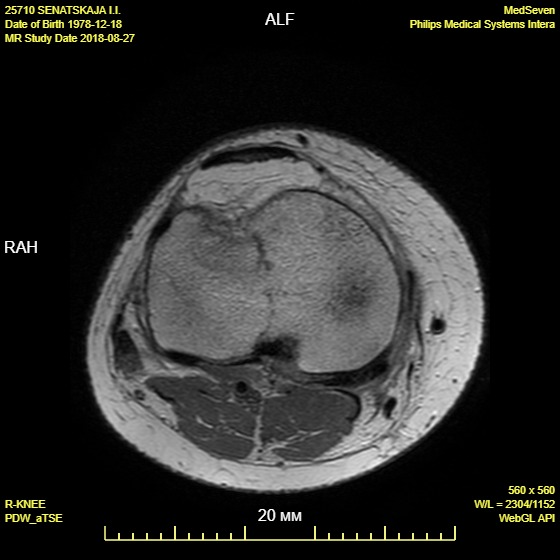 25710 SENATSKAJA I.I.
Date of Birth 1978-12-18
MR Study Date 2018-08-27
ALF
MedSeven
Philips Medical Systems Intera
RAH
R-KNEE
PDW_aTSE
20 мм
560 x 560
W/L = 2304/1152
WebGL API